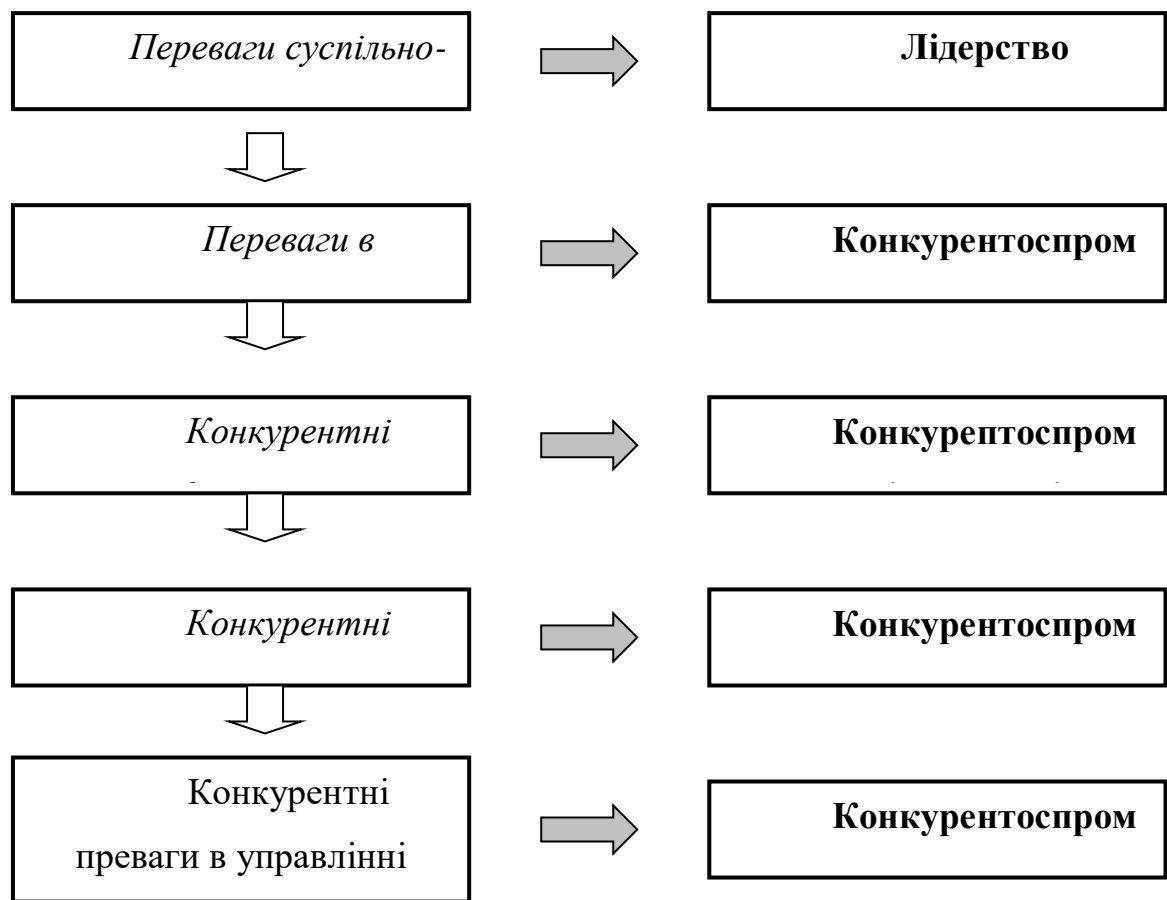 Переваги суспільно-
Лідерство
Переваги в
Конкурентоспром
Конкурентні
Конкурептоспром
Конкурентні
Конкурентоспром
Конкурентні
преваги в управлінні
Конкурентоспром